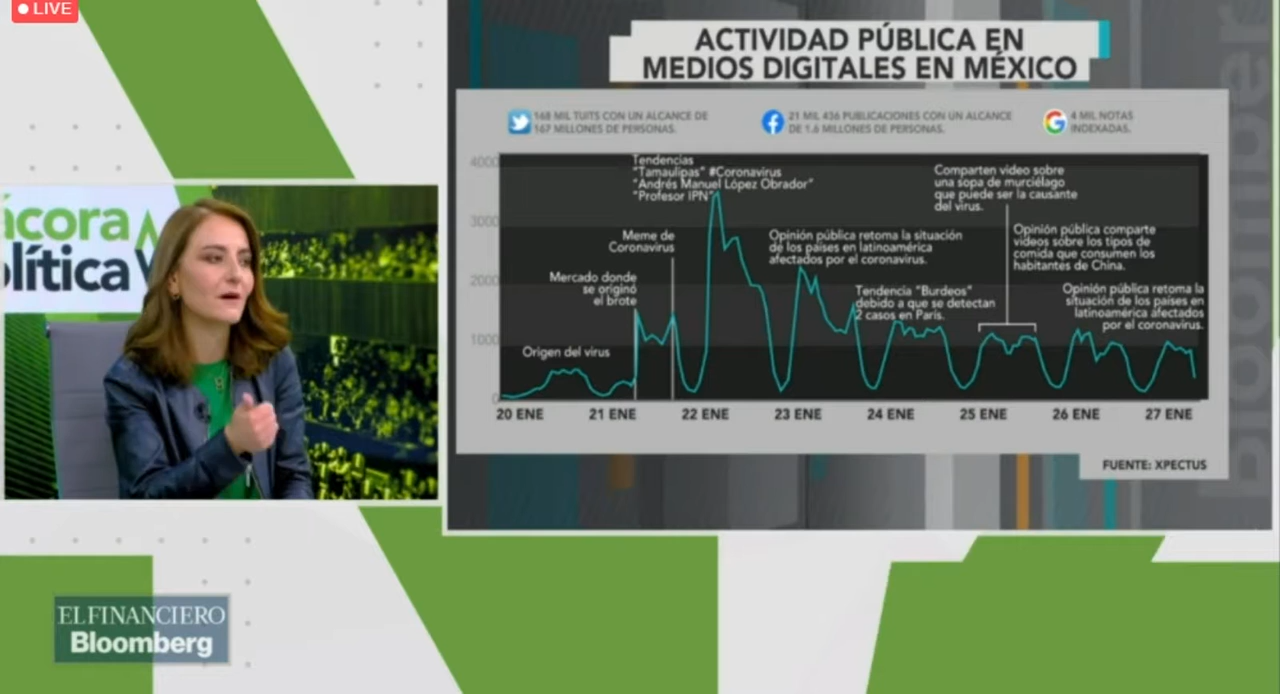 LIVE
ACTIVIDAD PÚBLICA EN
MEDIOS DIGITALES EN MÉXICO
168 MIL TUITS CON UN ALCANCE DE
167 MILLONES DE PERSONAS.
21 MIL 436 PUBLICACIONES CON UN ALCANCE
DE 1.6 MILLONES DE PERSONAS.
4 MIL NOTAS
INDEXADAS.
4000
3000
2000
1000
0
Tendencias
"Tamaulipas" #Coronavirus
"Andrés Manuel López Obrador"
"Profesor IPN"
Comparten video sobre
una sopa de murciélago
que puede ser la causante
del virus.
Meme de
Coronavirus
Opinión pública retoma la situación
de los países en latinoamérica
afectados por el coronavirus.
Opinión pública comparte
videos sobre los tipos de
comida que consumen los
habitantes de China.
Mercado donde
se originó
el brote
Tendencia "Burdeos"
debido a que se detectan
2 casos en París.
Opinión pública retoma la
situación de los países en
latinoamérica afectados
por el coronavirus.
Origen del virus
20 ENE
21 ENE
22 ENE
23 ENE
24 ENE
25 ENE
26 ENE
27 ENE
FUENTE: XPECTUS
ácora
lítica
EL FINANCIERO
Bloomberg